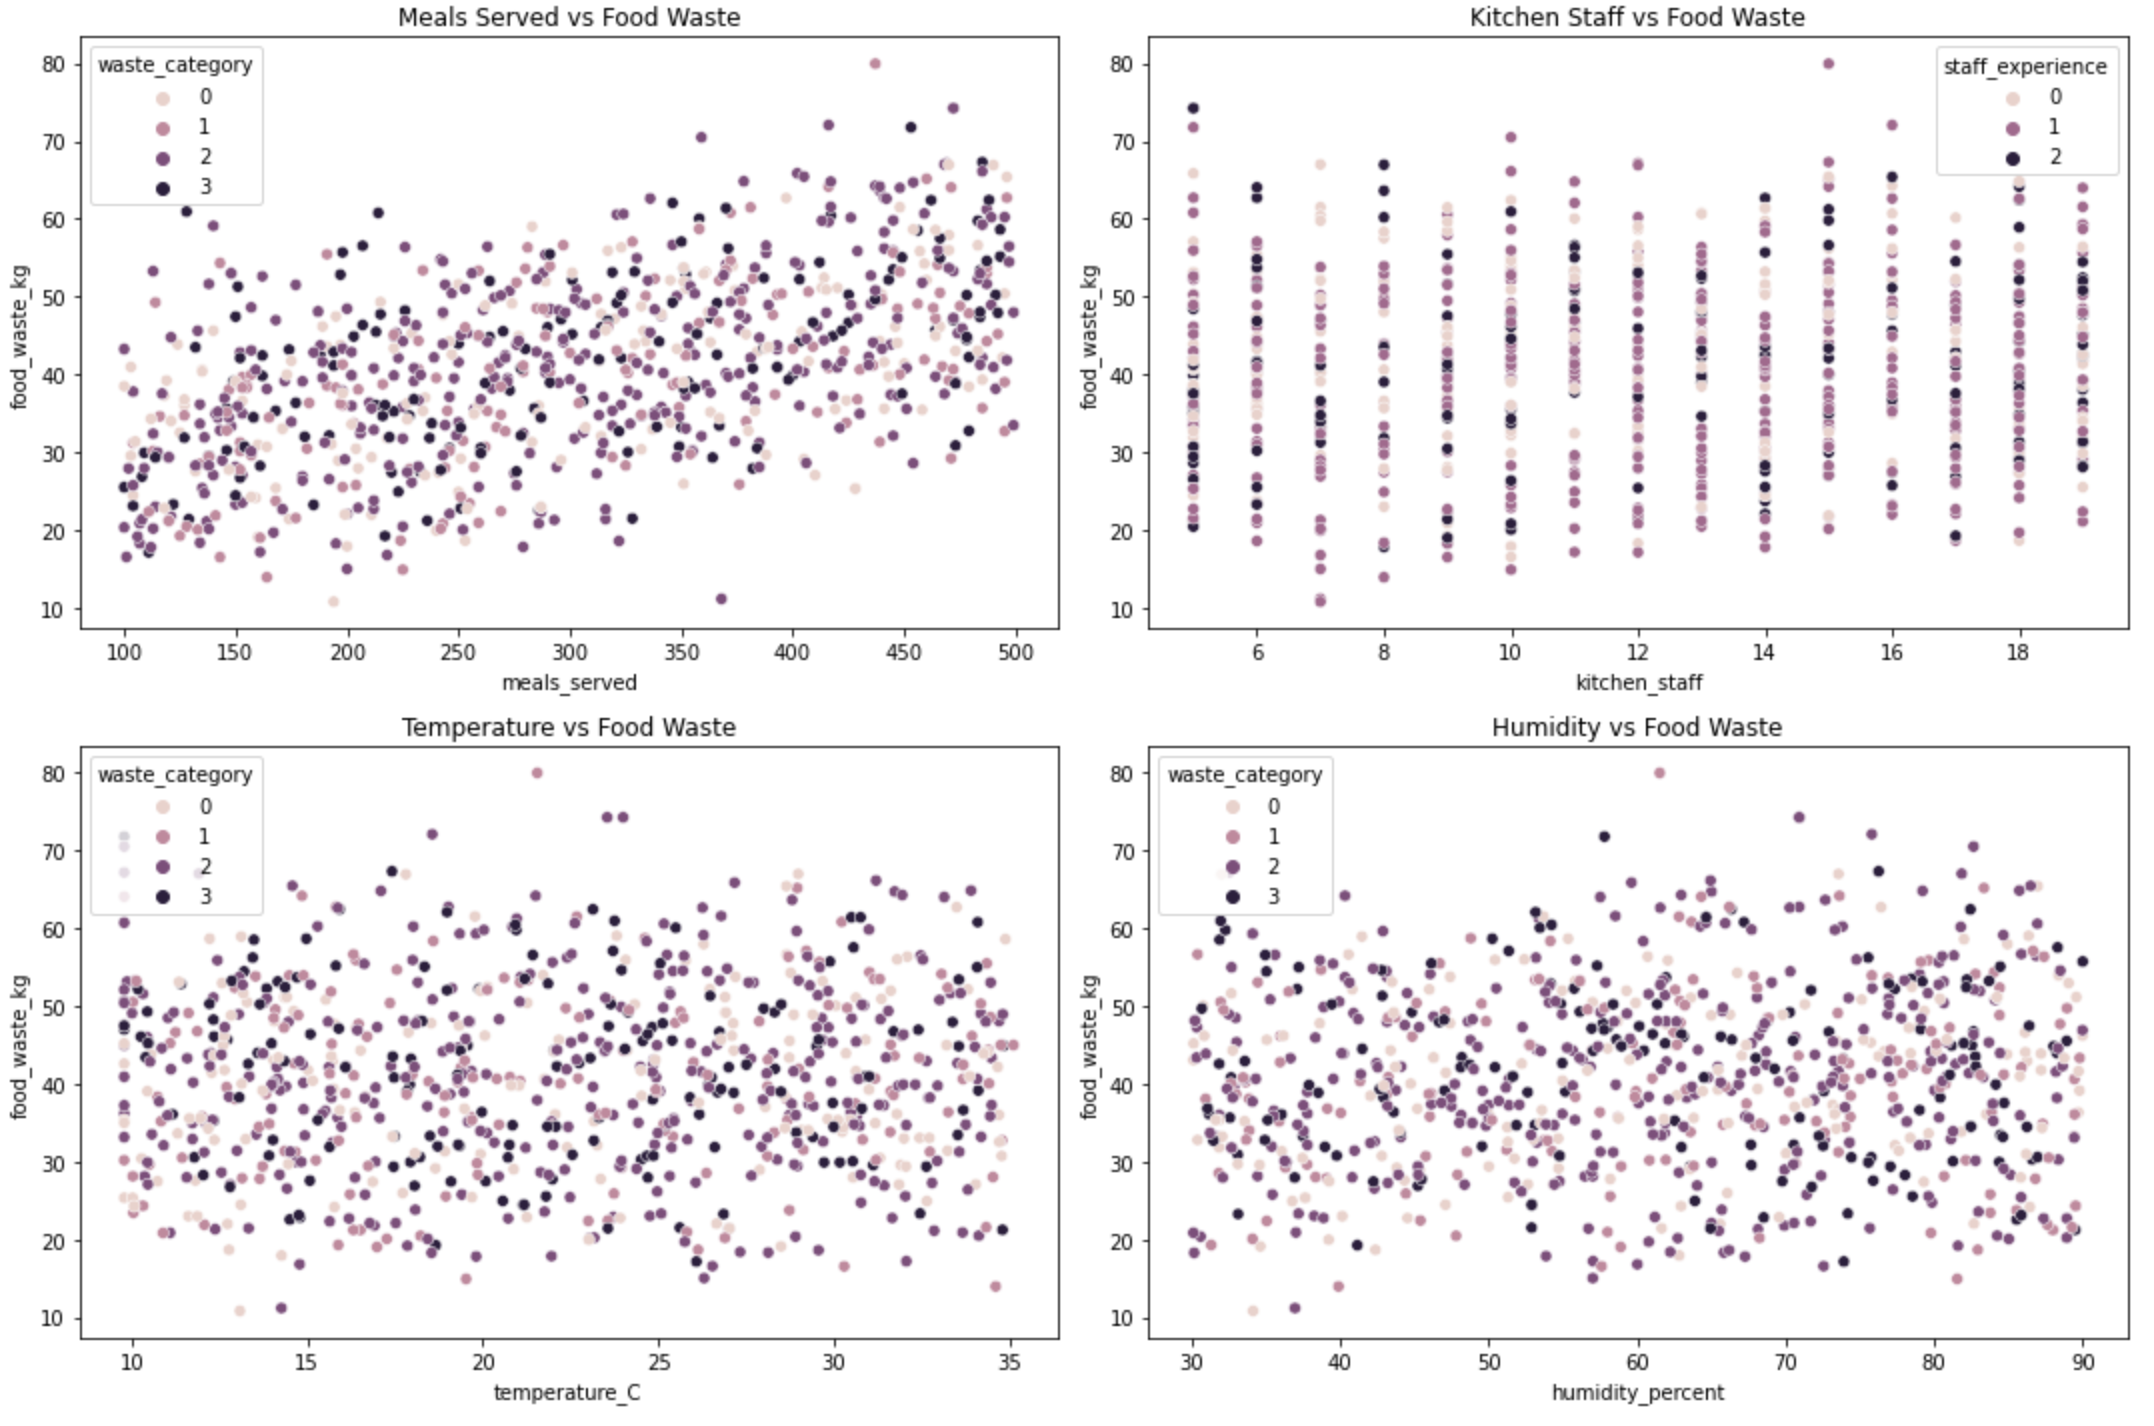 Meals Served vs Food Waste
waste_category
0
1
2
3
80
70
60
50
40
30
20
10
food_waste_kg
100 150 200 250 300 350 400 450 500
meals_served
Kitchen Staff vs Food Waste
staff_experience
0
1
2
80
70
60
50
40
30
20
10
food_waste_kg
6 8 10 12 14 16 18
kitchen_staff
Temperature vs Food Waste
waste_category
0
1
2
3
80
70
60
50
40
30
20
10
food_waste_kg
10 15 20 25 30 35
temperature_C
Humidity vs Food Waste
waste_category
0
1
2
3
80
70
60
50
40
30
20
10
food_waste_kg
30 40 50 60 70 80 90
humidity_percent